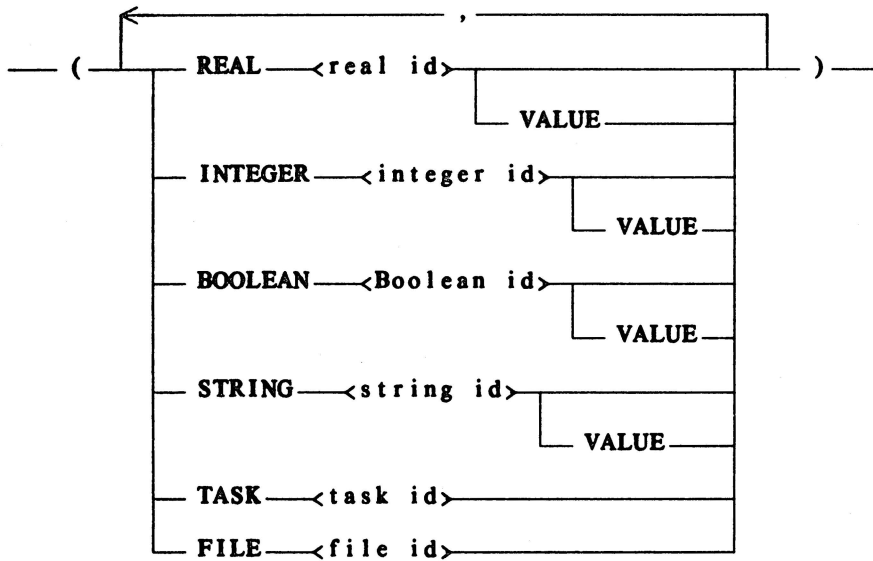 ,
( REAL <real id> )
VALUE
INTEGER <integer id>
VALUE
BOOLEAN <Boolean id>
VALUE
STRING <string id>
VALUE
TASK <task id>
FILE <file id>